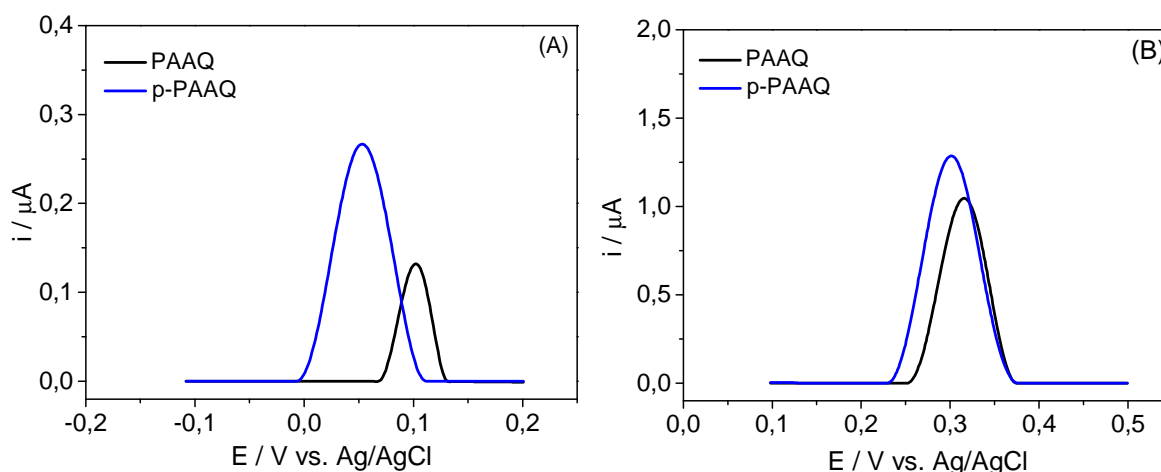 (A)
PAAQ
p-PAAQ
0,4
0,3
0,2
0,1
0,0
i / µA
-0,2 -0,1 0,0 0,1 0,2
E / V vs. Ag/AgCl
(B)
PAAQ
p-PAAQ
2,0
1,5
1,0
0,5
0,0
i / µA
0,0 0,1 0,2 0,3 0,4 0,5
E / V vs. Ag/AgCl